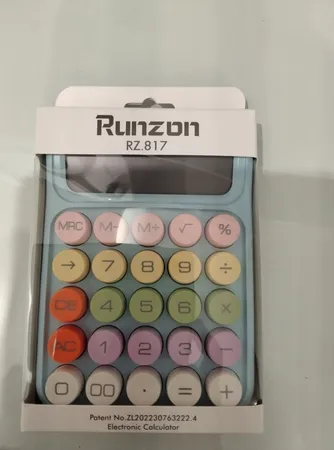 Runzon
RZ.817
MRC M- M+ √ %
→ 7 8 9 ÷
CE 4 5 6 ×
AC 1 2 3 −
0 00 · = +
Patent No.ZL202230763222.4
Electronic Calculator